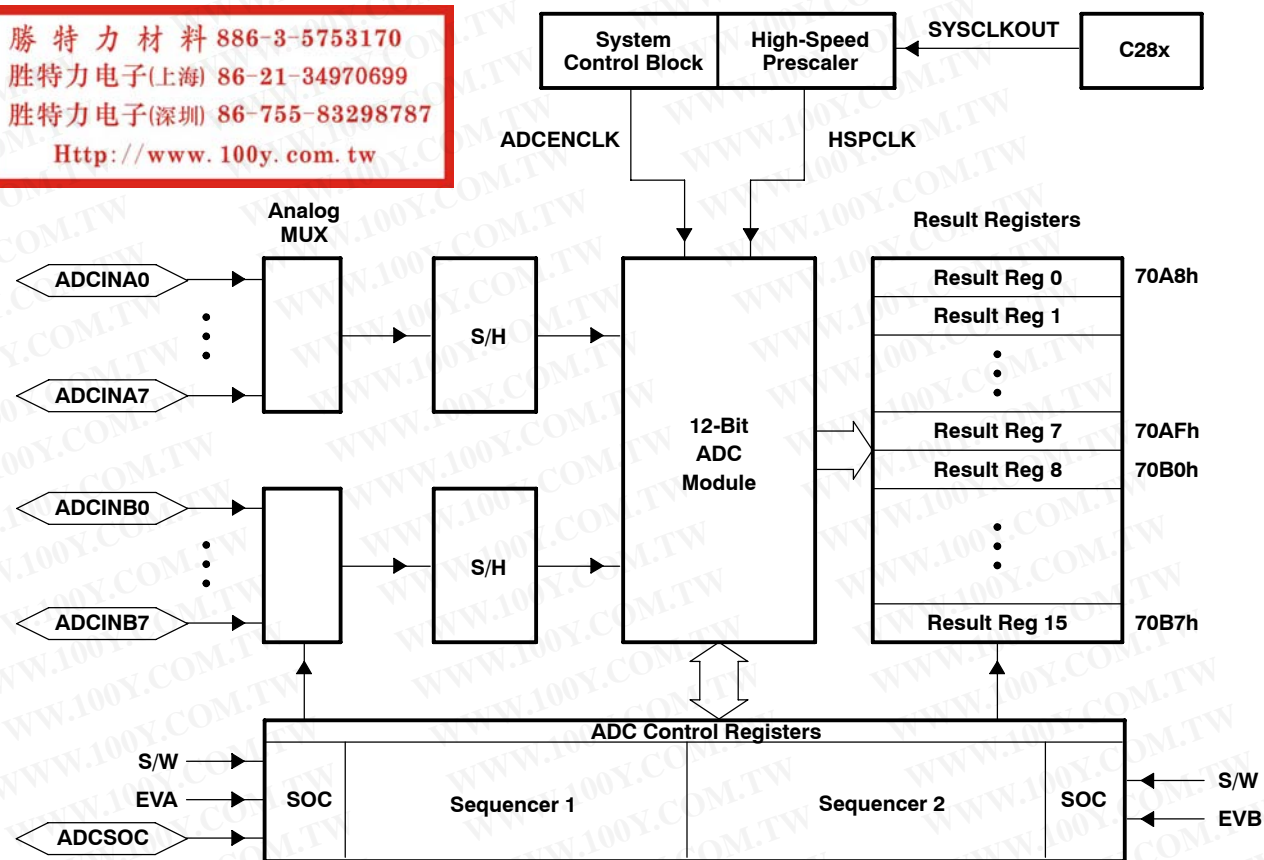 勝 特 力 材 料 886-3-5753170
胜特力电子(上海) 86-21-34970699
胜特力电子(深圳) 86-755-83298787
Http://www.100y.com.tw
System Control Block
High-Speed Prescaler
SYSCLKOUT
C28x
ADCENCLK
HSPCLK
Analog MUX
Result Registers
ADCINA0
ADCINA7
S/H
ADCINB0
ADCINB7
S/H
12-Bit ADC Module
Result Reg 0
70A8h
Result Reg 1
Result Reg 7
70AFh
Result Reg 8
70B0h
Result Reg 15
70B7h
ADC Control Registers
S/W
EVA
ADCSOC
SOC
Sequencer 1
Sequencer 2
SOC
S/W
EVB
WWW.100Y.COM.TW